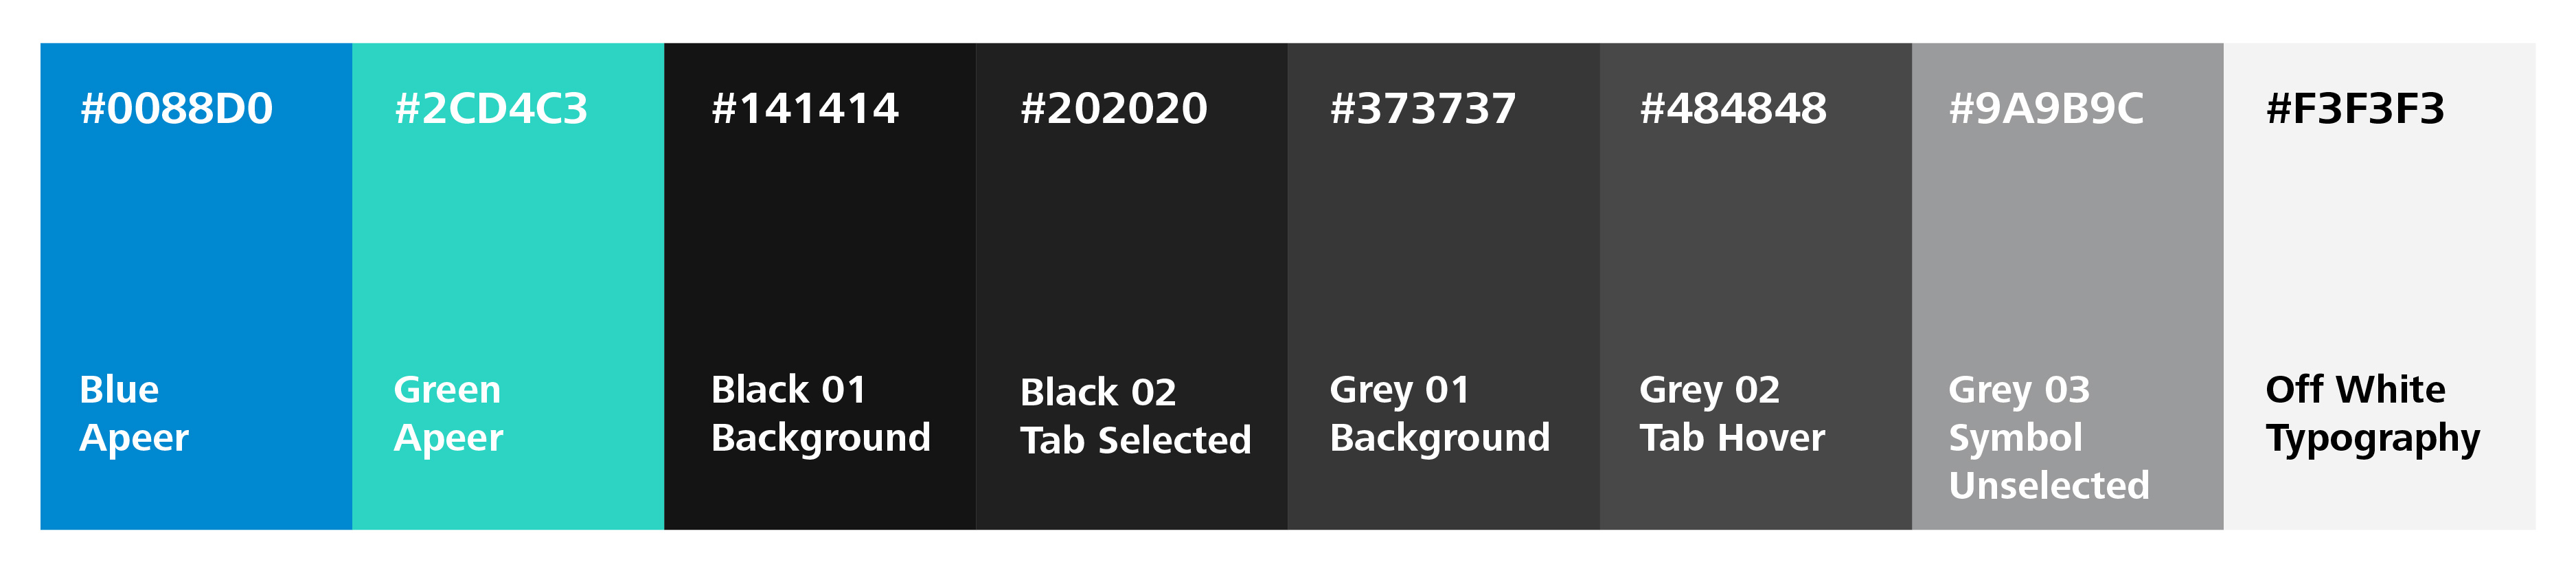 #0088D0
Blue
Apeer
#2CD4C3
Green
Apeer
#141414
Black 01
Background
#202020
Black 02
Tab Selected
#373737
Grey 01
Background
#484848
Grey 02
Tab Hover
#9A9B9C
Grey 03
Symbol
Unselected
#F3F3F3
Off White
Typography